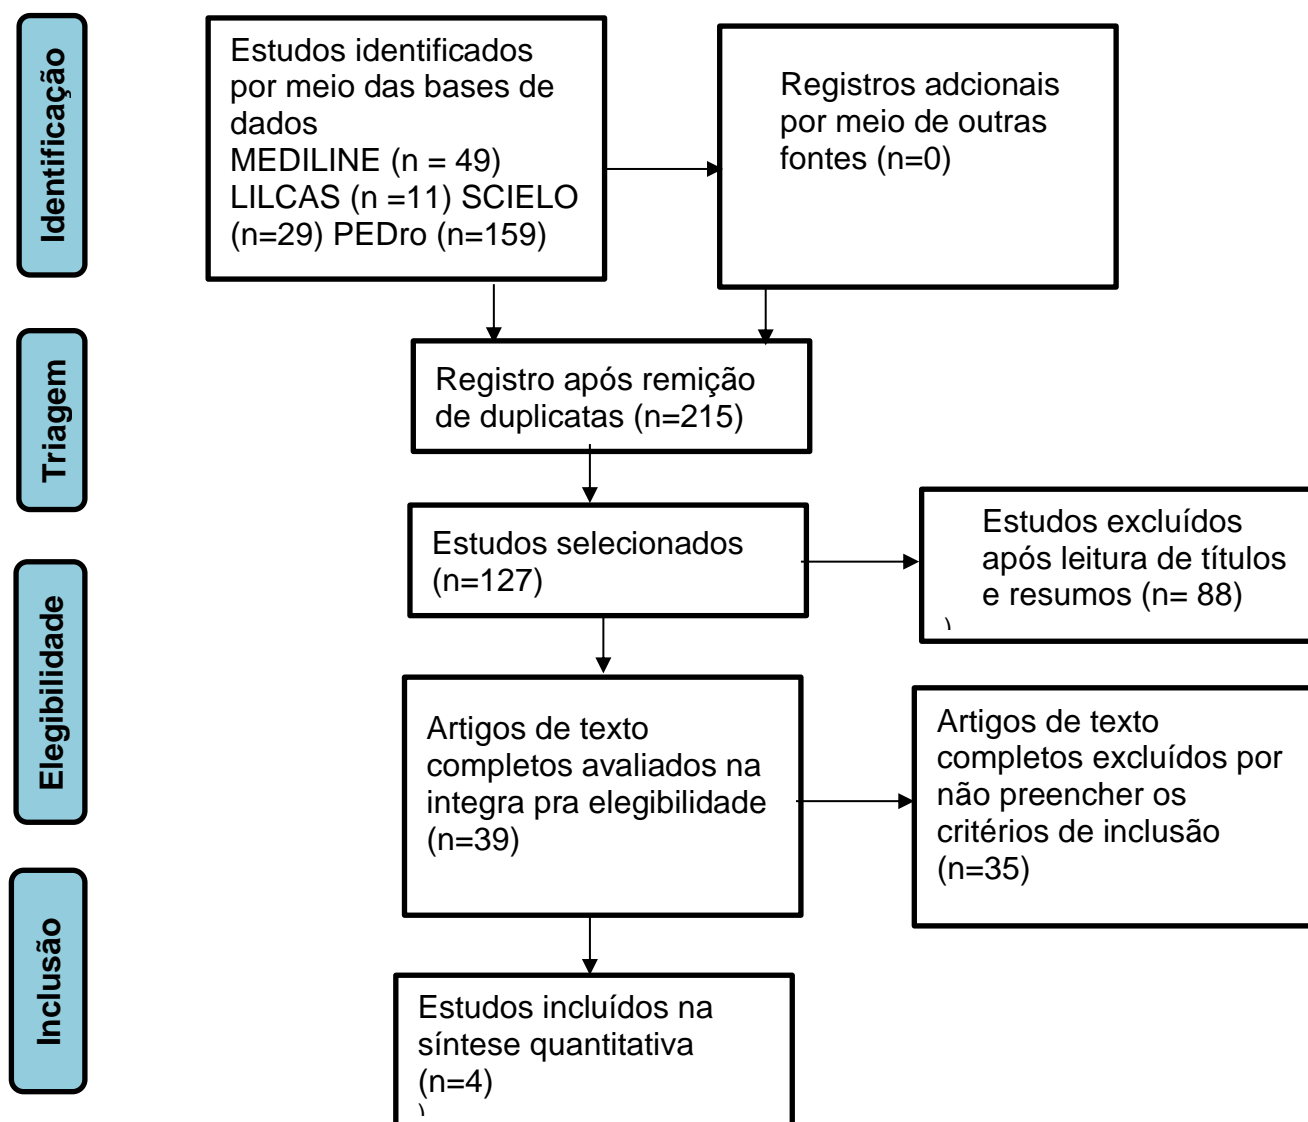 Identificação
Estudos identificados
por meio das bases de
dados
MEDILINE (n = 49)
LILCAS (n =11) SCIELO
(n=29) PEDro (n=159)
Registros adcionais
por meio de outras
fontes (n=0)
Triagem
Registro após remição
de duplicatas (n=215)
Estudos selecionados
(n=127)
Estudos excluídos
após leitura de títulos
e resumos (n= 88)
)
Elegibilidade
Artigos de texto
completos avaliados na
integra pra elegibilidade
(n=39)
Artigos de texto
completos excluídos por
não preencher os
critérios de inclusão
(n=35)
Inclusão
Estudos incluídos na
síntese quantitativa
(n=4)
)